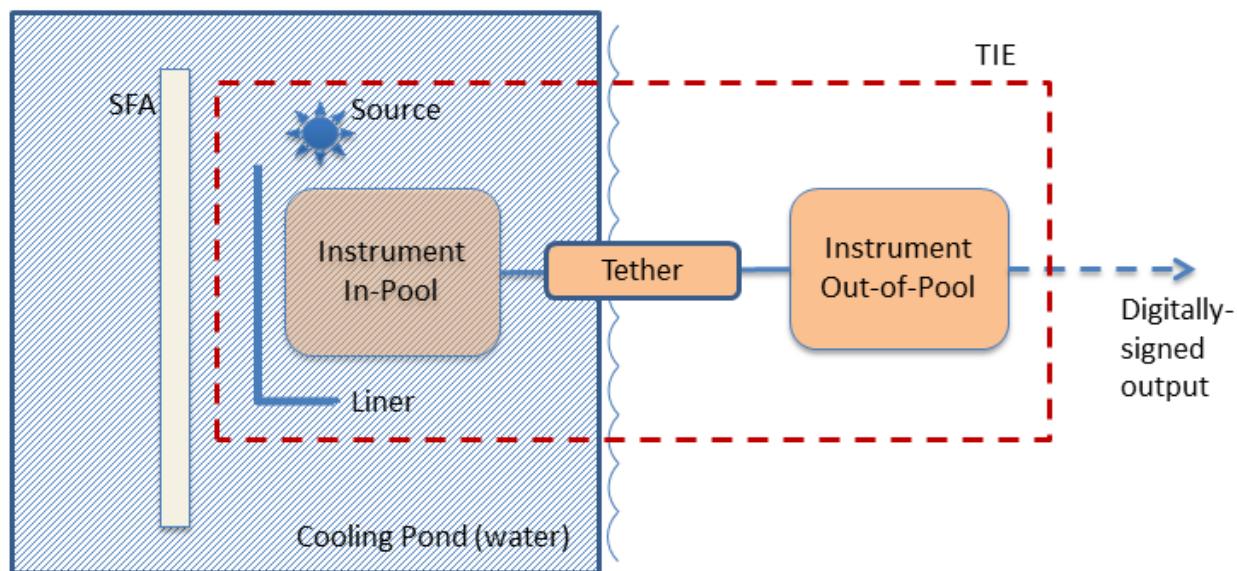 TIE
SFA
Source
Instrument
In-Pool
Tether
Instrument
Out-of-Pool
Digitally-
signed
output
Liner
Cooling Pond (water)